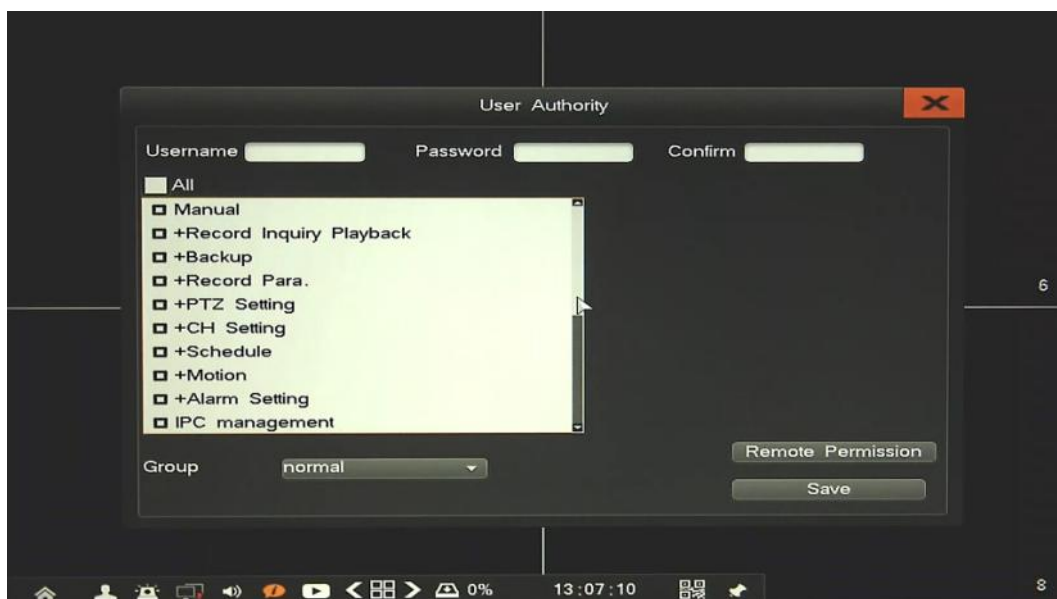 User Authority
Username Password Confirm
All
Manual
+Record Inquiry Playback
+Backup
+Record Para.
+PTZ Setting
+CH Setting
+Schedule
+Motion
+Alarm Setting
IPC management
Remote Permission
Group normal
Save
6
0% 13:07:10
8